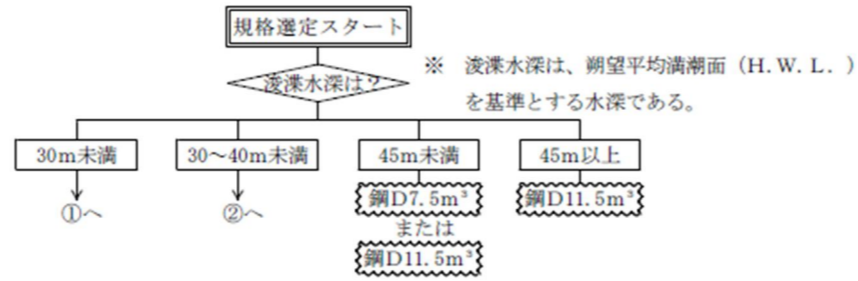 規格選定スタート
浚渫水深は?
※ 浚渫水深は、朔望平均満潮面（H.W.L.）
を基準とする水深である。
30m未満
30～40m未満
45m未満
45m以上
①へ
②へ
鋼D7.5m³
または
鋼D11.5m³
鋼D11.5m³